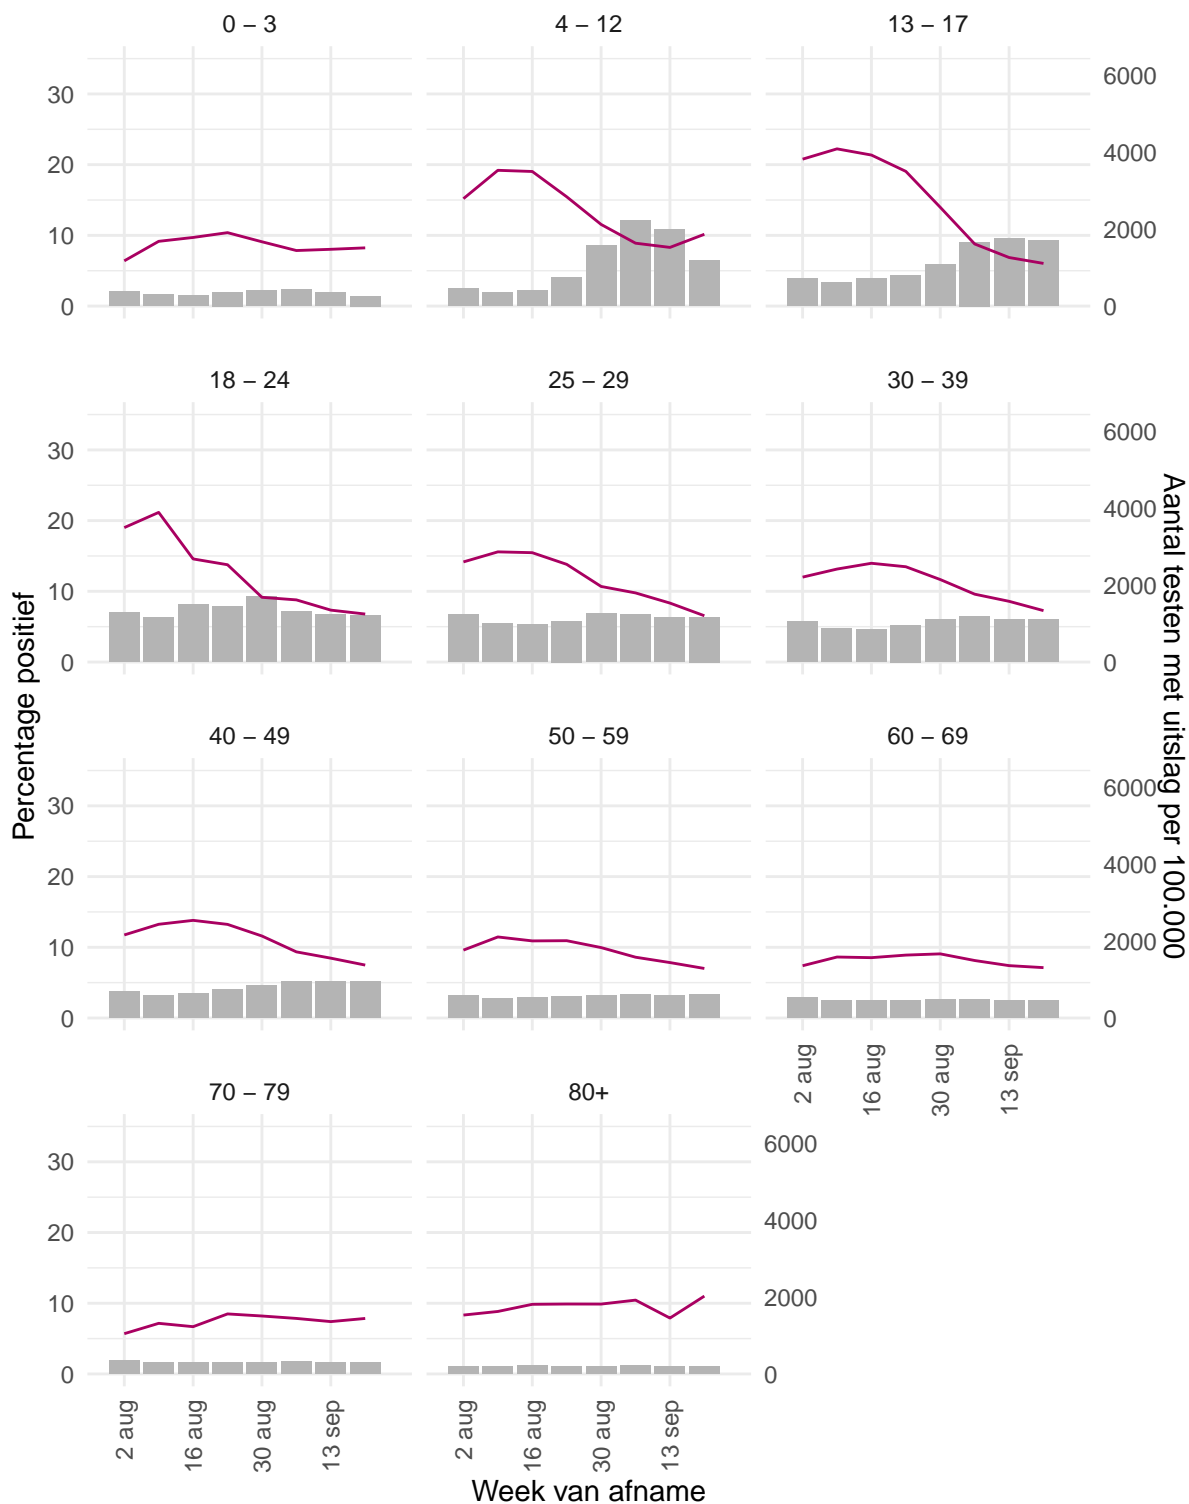 0 – 3
4 – 12
13 – 17
30
20
10
0
6000
4000
2000
0
18 – 24
25 – 29
30 – 39
30
20
10
0
6000
4000
2000
0
40 – 49
50 – 59
60 – 69
30
20
10
0
6000
4000
2000
0
2 aug
16 aug
30 aug
13 sep
70 – 79
80+
30
20
10
0
6000
4000
2000
0
2 aug
16 aug
30 aug
13 sep
2 aug
16 aug
30 aug
13 sep
Week van afname
Percentage positief
Aantal testen met uitslag per 100.000